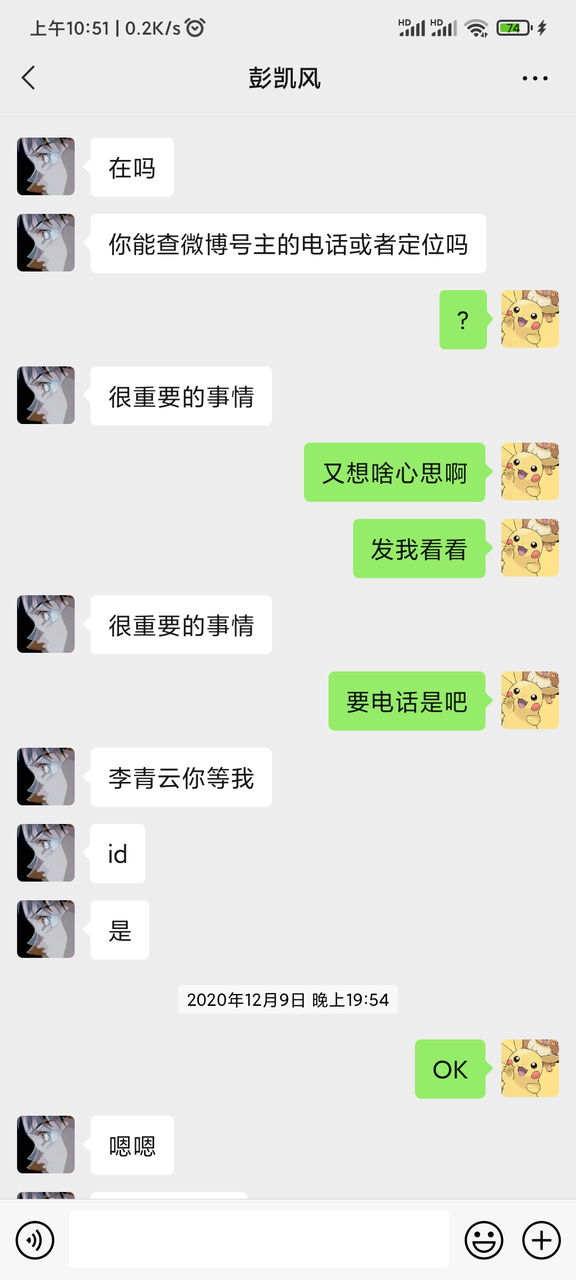 上午10:51 | 0.2K/s
HD HD 74
彭凯风
在吗
你能查微博号主的电话或者定位吗
?
很重要的事情
又想啥心思啊
发我看看
很重要的事情
要电话是吧
李青云你等我
id
是
2020年12月9日 晚上19:54
OK
嗯嗯